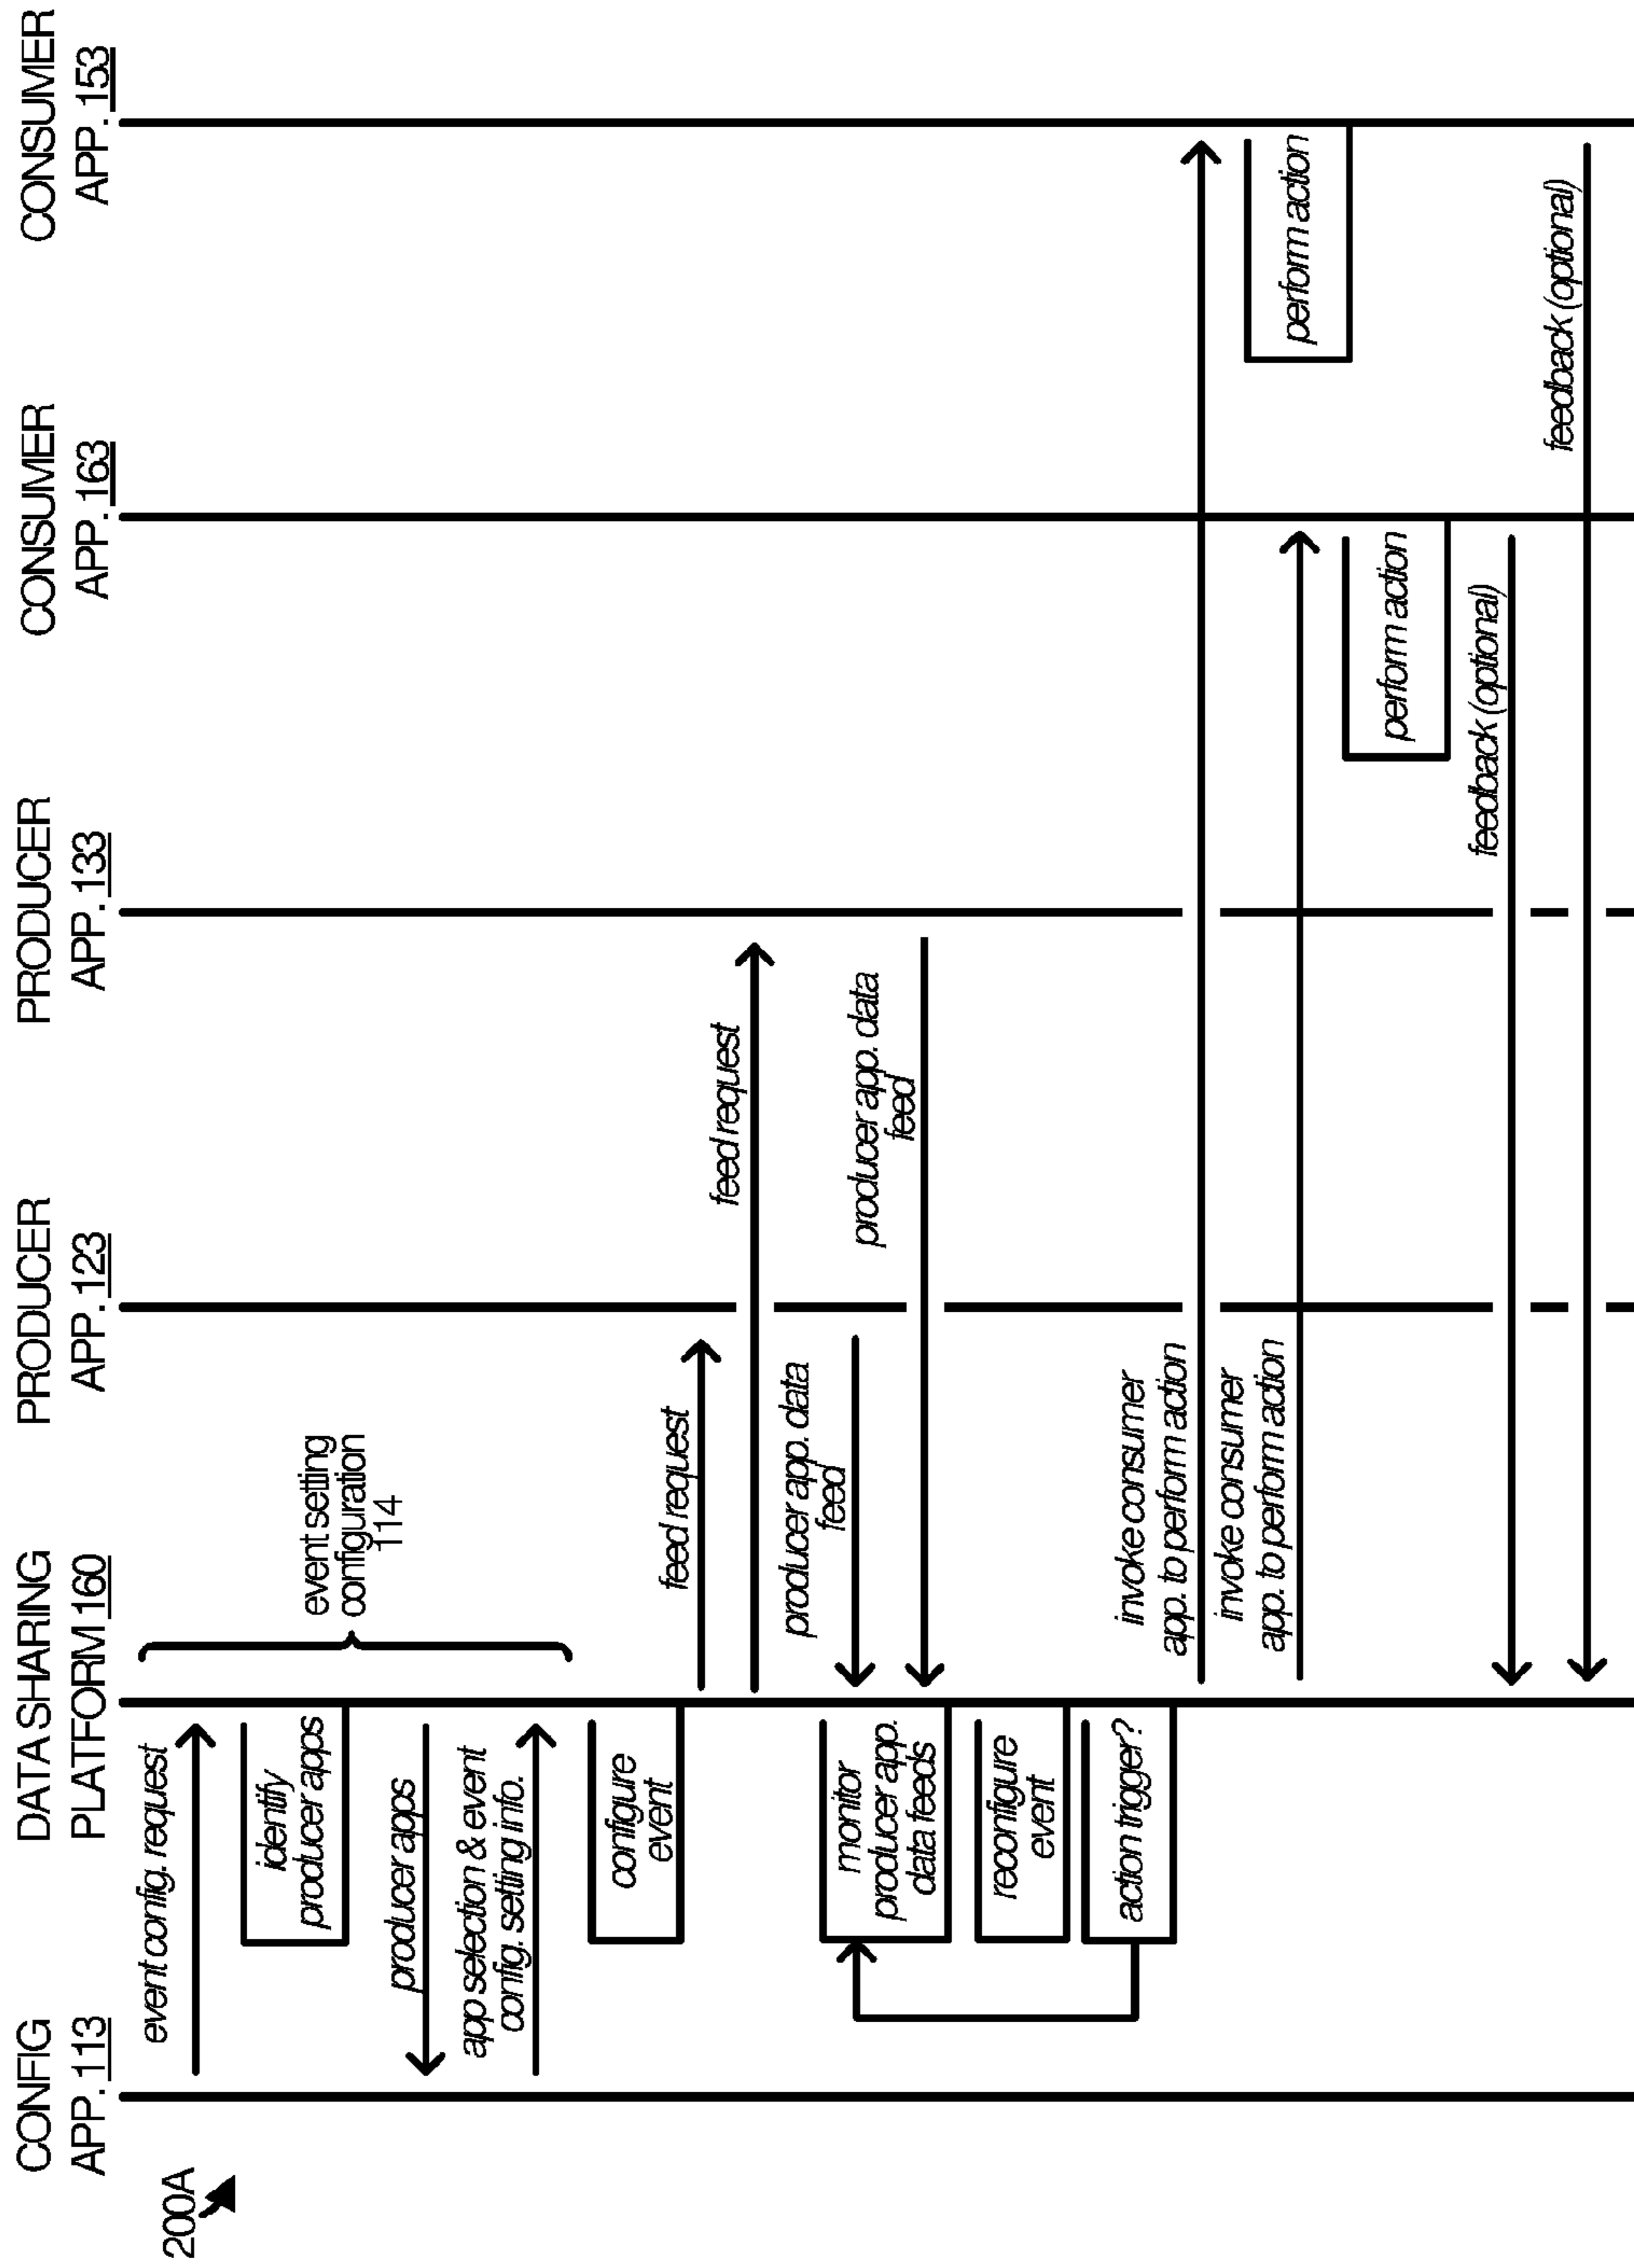 200A
CONFIG
APP. 113
DATA SHARING
PLATFORM 160
PRODUCER
APP. 123
PRODUCER
APP. 133
CONSUMER
APP. 163
CONSUMER
APP. 153
event config. request
identify
producer apps
producer apps
app selection & event
config. setting info.
event setting
configuration
114
configure
event
feed request
feed request
monitor
producer app.
data feeds
producer app. data
feed
producer app. data
feed
reconfigure
event
action trigger?
invoke consumer
app. to perform action
invoke consumer
app. to perform action
perform action
perform action
feedback (optional)
feedback (optional)